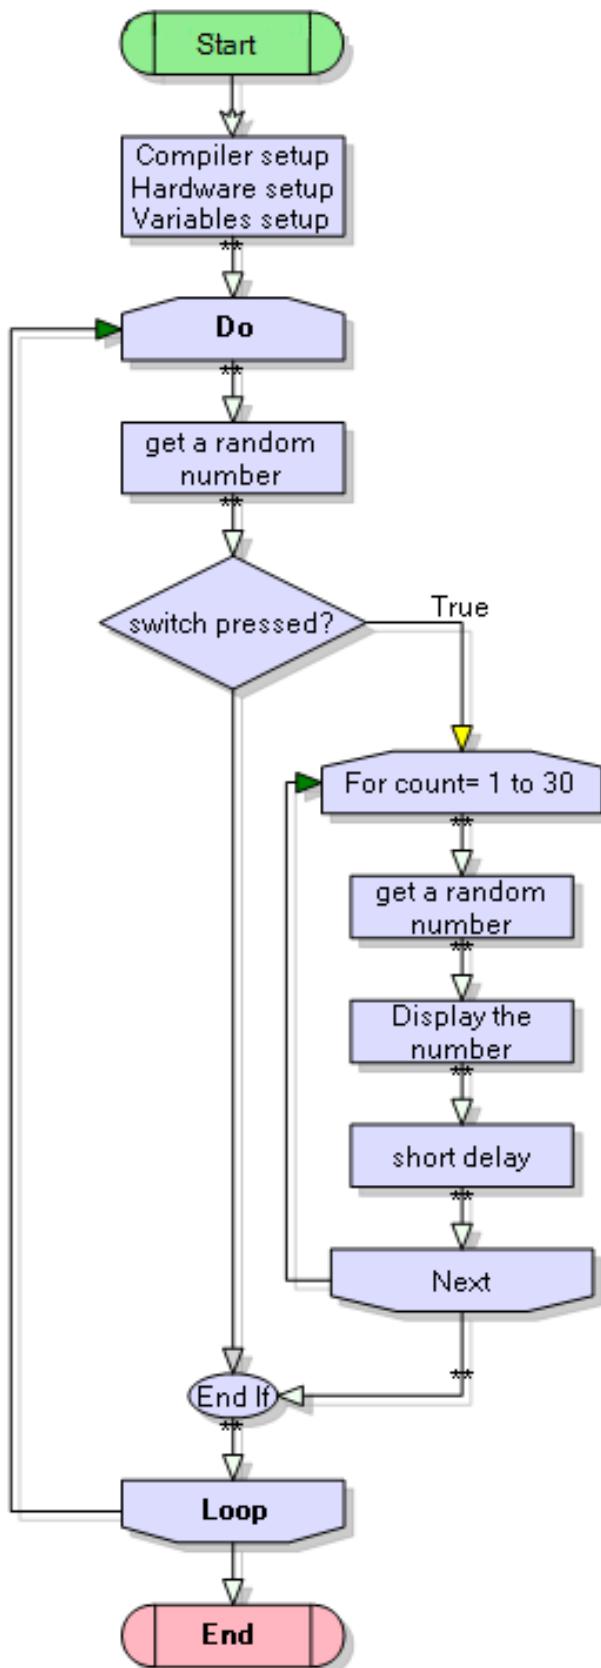 Start
Compiler setup
Hardware setup
Variables setup
**
Do
**
get a random
number
**
switch pressed?
True
For count= 1 to 30
**
get a random
number
**
Display the
number
**
short delay
**
Next
**
End If
**
Loop
End